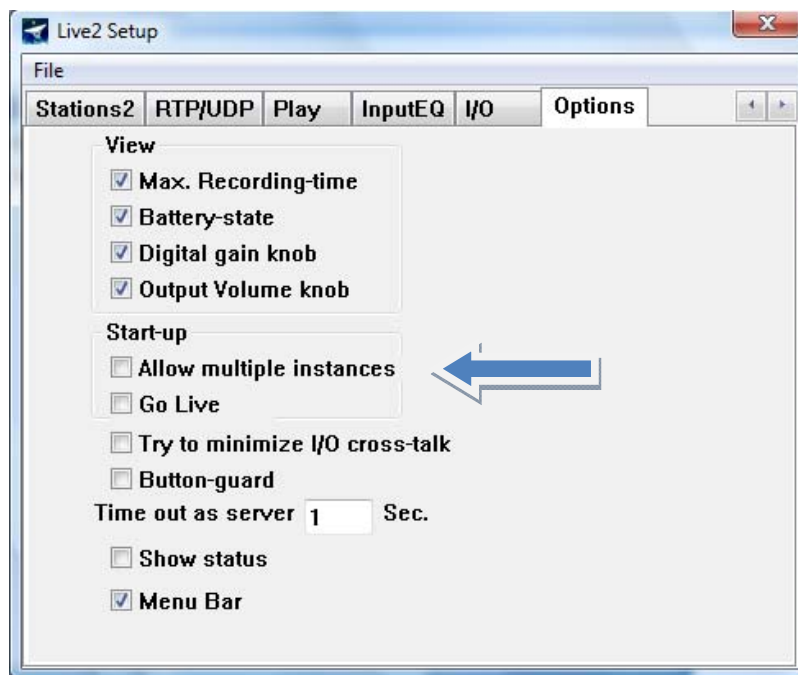 Live2 Setup
File
Stations2 RTP/UDP Play InputEQ I/O Options
View
Max. Recording-time
Battery-state
Digital gain knob
Output Volume knob
Start-up
Allow multiple instances
Go Live
Try to minimize I/O cross-talk
Button-guard
Time out as server 1 Sec.
Show status
Menu Bar